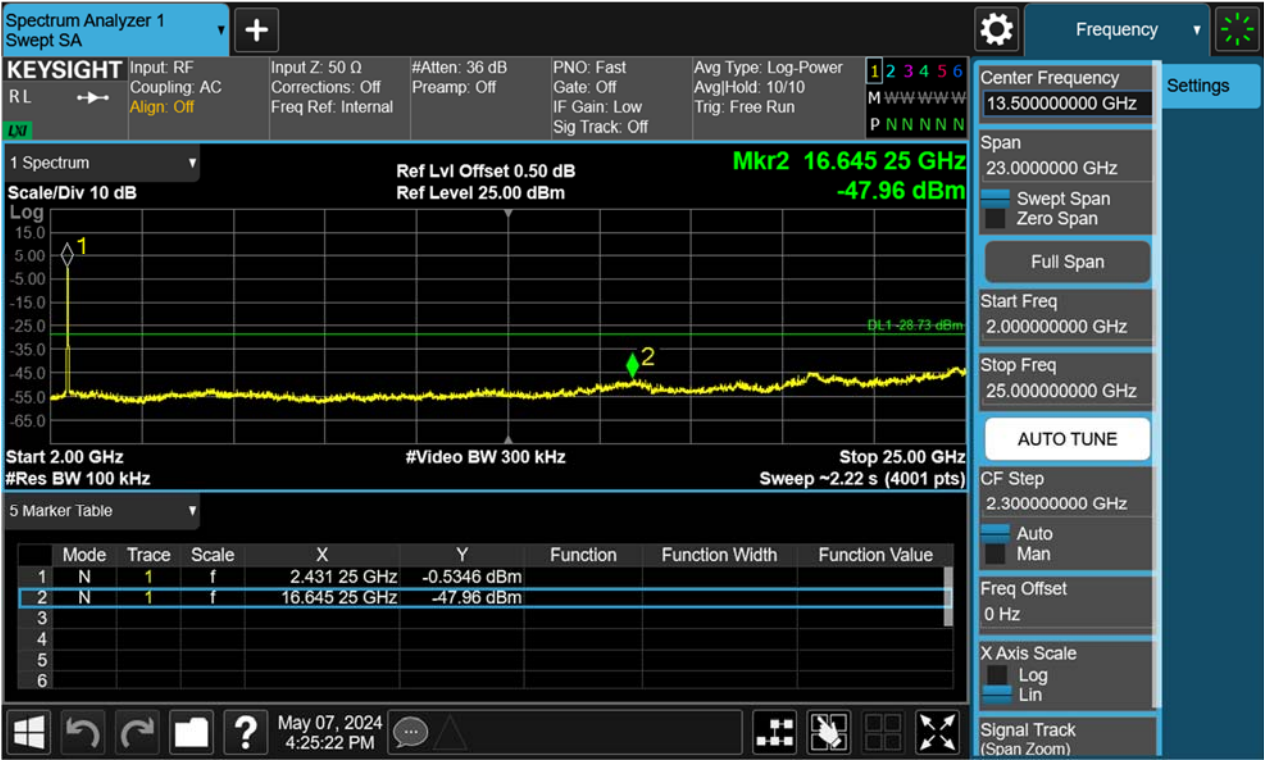 Spectrum Analyzer 1
Swept SA
+
Frequency
KEYSIGHT
R L
LXI
Input: RF
Coupling: AC
Align: Off
Input Z: 50 Ω
Corrections: Off
Freq Ref: Internal
#Atten: 36 dB
Preamp: Off
PNO: Fast
Gate: Off
IF Gain: Low
Sig Track: Off
Avg Type: Log-Power
Avg|Hold: 10/10
Trig: Free Run
1 2 3 4 5 6
M W W W W W
P N N N N N
1 Spectrum
Scale/Div 10 dB
Ref Lvl Offset 0.50 dB
Ref Level 25.00 dBm
Mkr2 16.645 25 GHz
-47.96 dBm
Log
15.0
5.00
-5.00
-15.0
-25.0
-35.0
-45.0
-55.0
-65.0
1
2
DL1 -28.73 dBm
Start 2.00 GHz
#Video BW 300 kHz
Stop 25.00 GHz
#Res BW 100 kHz
Sweep ~2.22 s (4001 pts)
5 Marker Table
Mode Trace Scale X Y Function Function Width Function Value
1 N 1 f 2.431 25 GHz -0.5346 dBm
2 N 1 f 16.645 25 GHz -47.96 dBm
3
4
5
6
?
May 07, 2024
4:25:22 PM
Center Frequency
13.500000000 GHz
Settings
Span
23.0000000 GHz
Swept Span
Zero Span
Full Span
Start Freq
2.000000000 GHz
Stop Freq
25.000000000 GHz
AUTO TUNE
CF Step
2.300000000 GHz
Auto
Man
Freq Offset
0 Hz
X Axis Scale
Log
Lin
Signal Track
(Span Zoom)